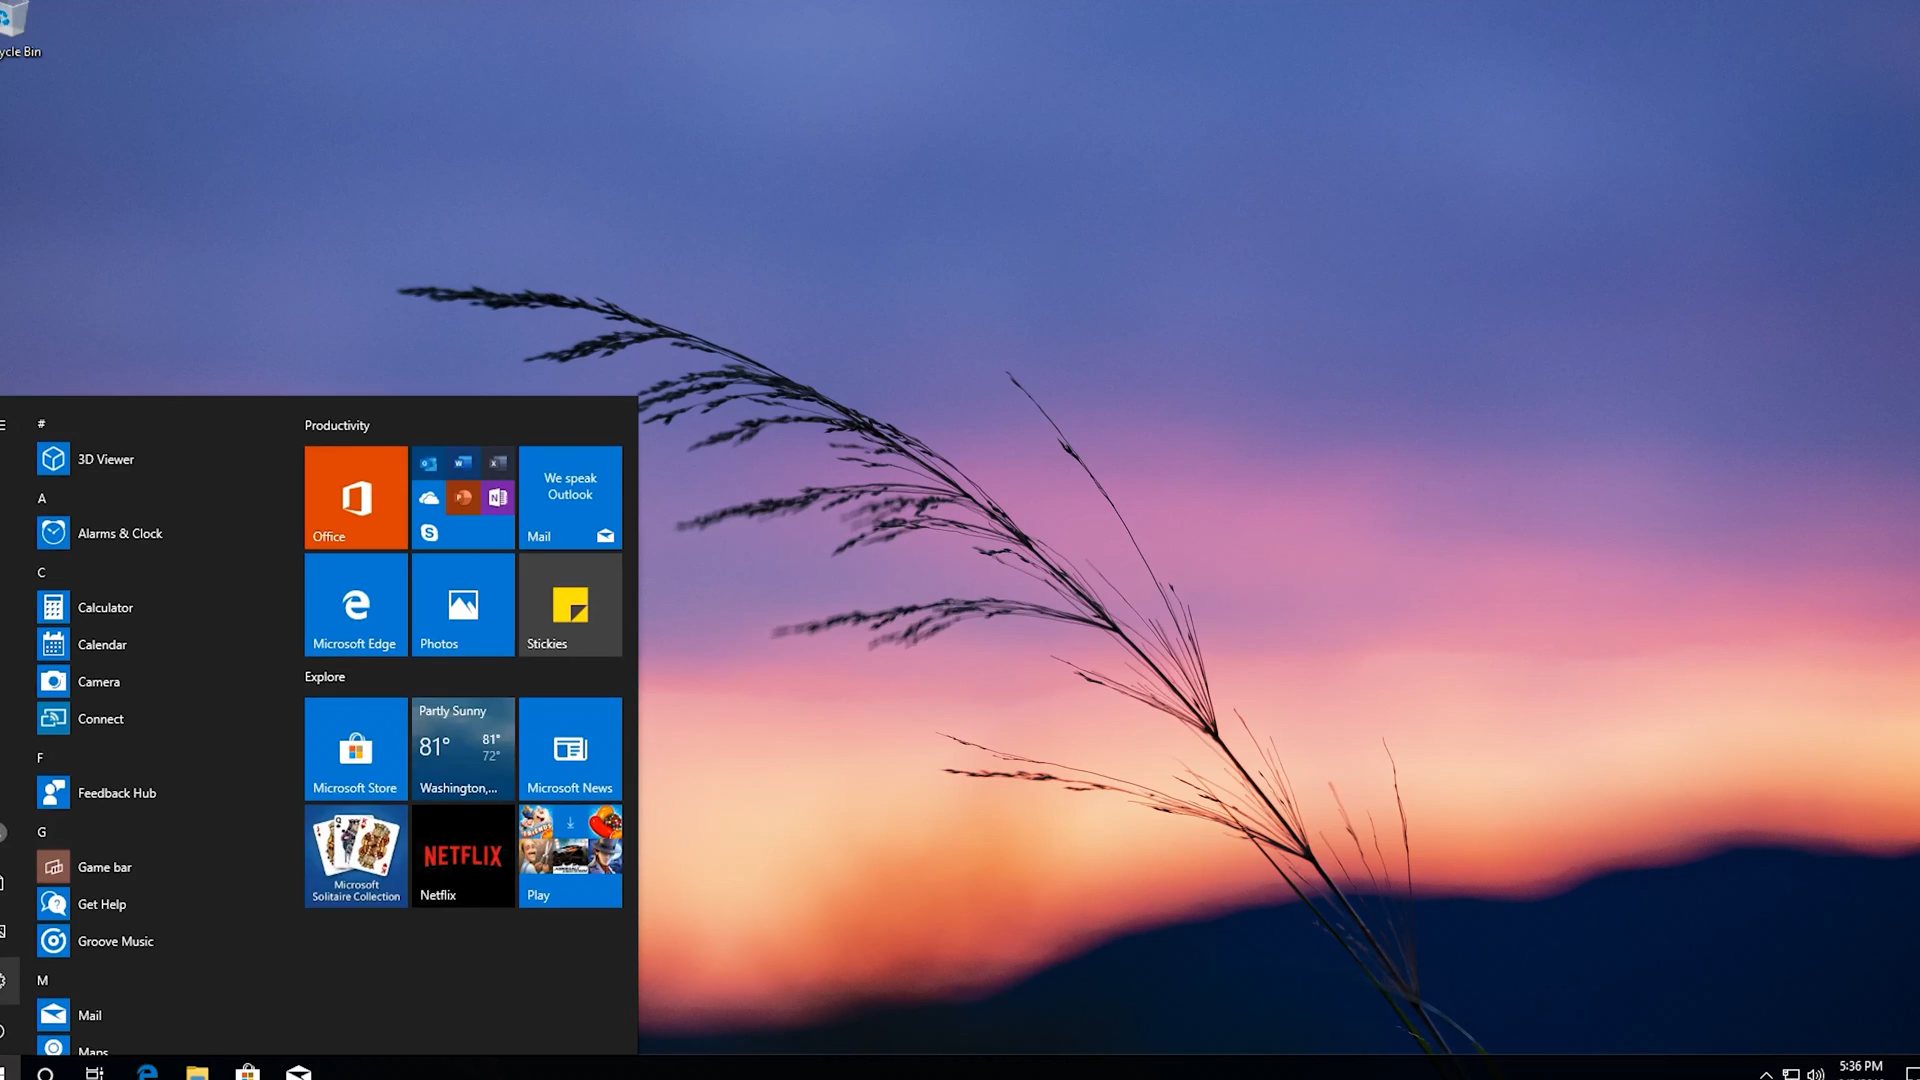 ycle Bin
#
3D Viewer
A
Alarms & Clock
C
Calculator
Calendar
Camera
Connect
F
Feedback Hub
G
Game bar
Get Help
Groove Music
M
Mail
Maps
Productivity
Office
We speak
Outlook
Mail
Microsoft Edge
Photos
Stickies
Explore
Microsoft Store
Partly Sunny
81°
81°
72°
Washington,...
Microsoft News
Microsoft
Solitaire Collection
NETFLIX
Netflix
FRIENDS
Play
5:36 PM